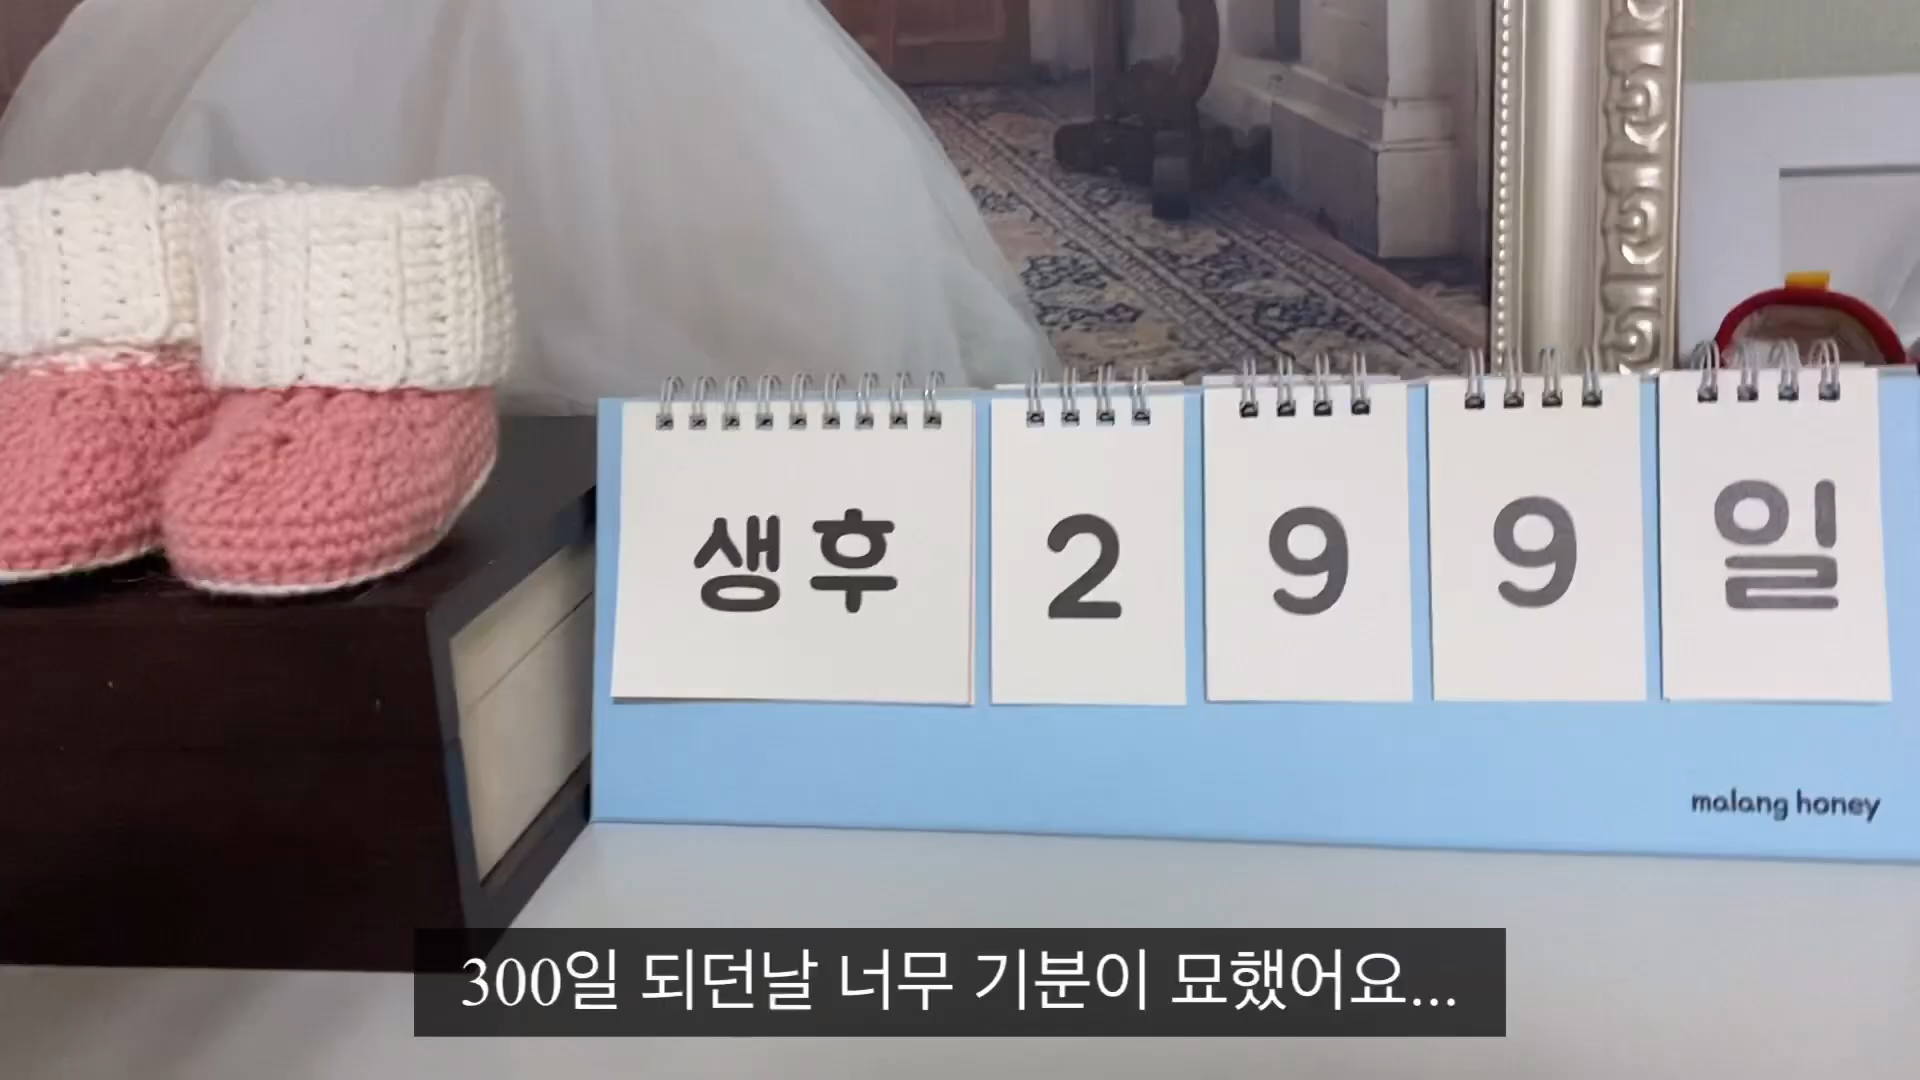 생후 2 9 9 일
malang honey
300일 되던날 너무 기분이 묘했어요...